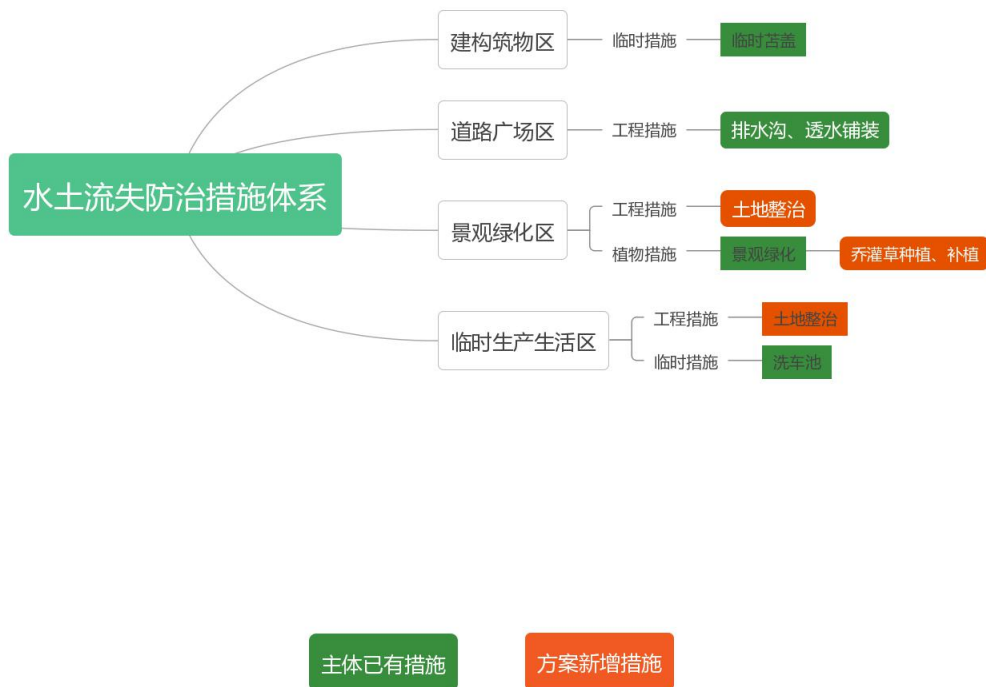 水土流失防治措施体系
建构筑物区
临时措施
临时苫盖
道路广场区
工程措施
排水沟、透水铺装
景观绿化区
工程措施
土地整治
植物措施
景观绿化
乔灌草种植、补植
临时生产生活区
工程措施
土地整治
临时措施
洗车池
主体已有措施
方案新增措施